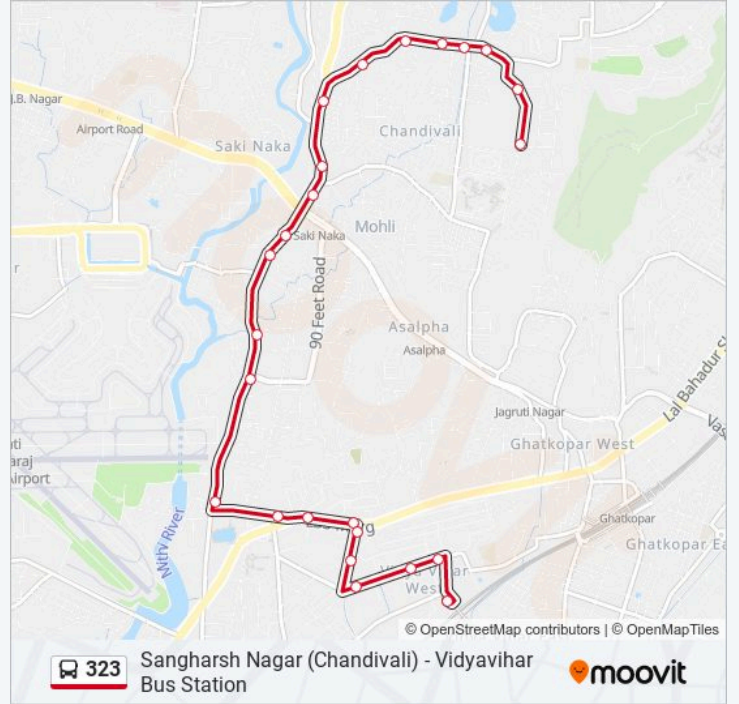 J.B. Nagar
Airport Road
Saki Naka
Chandivali
Mohli
Saki Naka
90 Feet Road
Asalpha
Asalpha
Jagruti Nagar
Lal Bahadur
Ghatkopar West
Airport
Mithi River
Ghatkopar
Ghatkopar Ea
West
© OpenStreetMap contributors | © OpenMapTiles
323
Sangharsh Nagar (Chandivali) - Vidyavihar
Bus Station
moovit